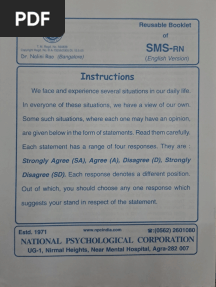 PDF
Reusable Booklet
of
SMS-RN
(English Version)
Dr. Nalini Rao (Bangalore)
Instructions
We face and experience several situations in our daily life.
In everyone of these situations, we have a view of our own.
Some such situations, where each one may have an opinion,
are given below in the form of statements. Read them carefully.
Each statement has a range of four responses. They are :
Strongly Agree (SA), Agree (A), Disagree (D), Strongly
Disagree (SD). Each response denotes a different position.
Out of which, you should choose any one response which
suggests your stand in respect of the statement.
Estd. 1971
www.npcindia.com
(0562) 2601080
NATIONAL PSYCHOLOGICAL CORPORATION
UG-1, Nirmal Heights, Near Mental Hospital, Agra-282 007